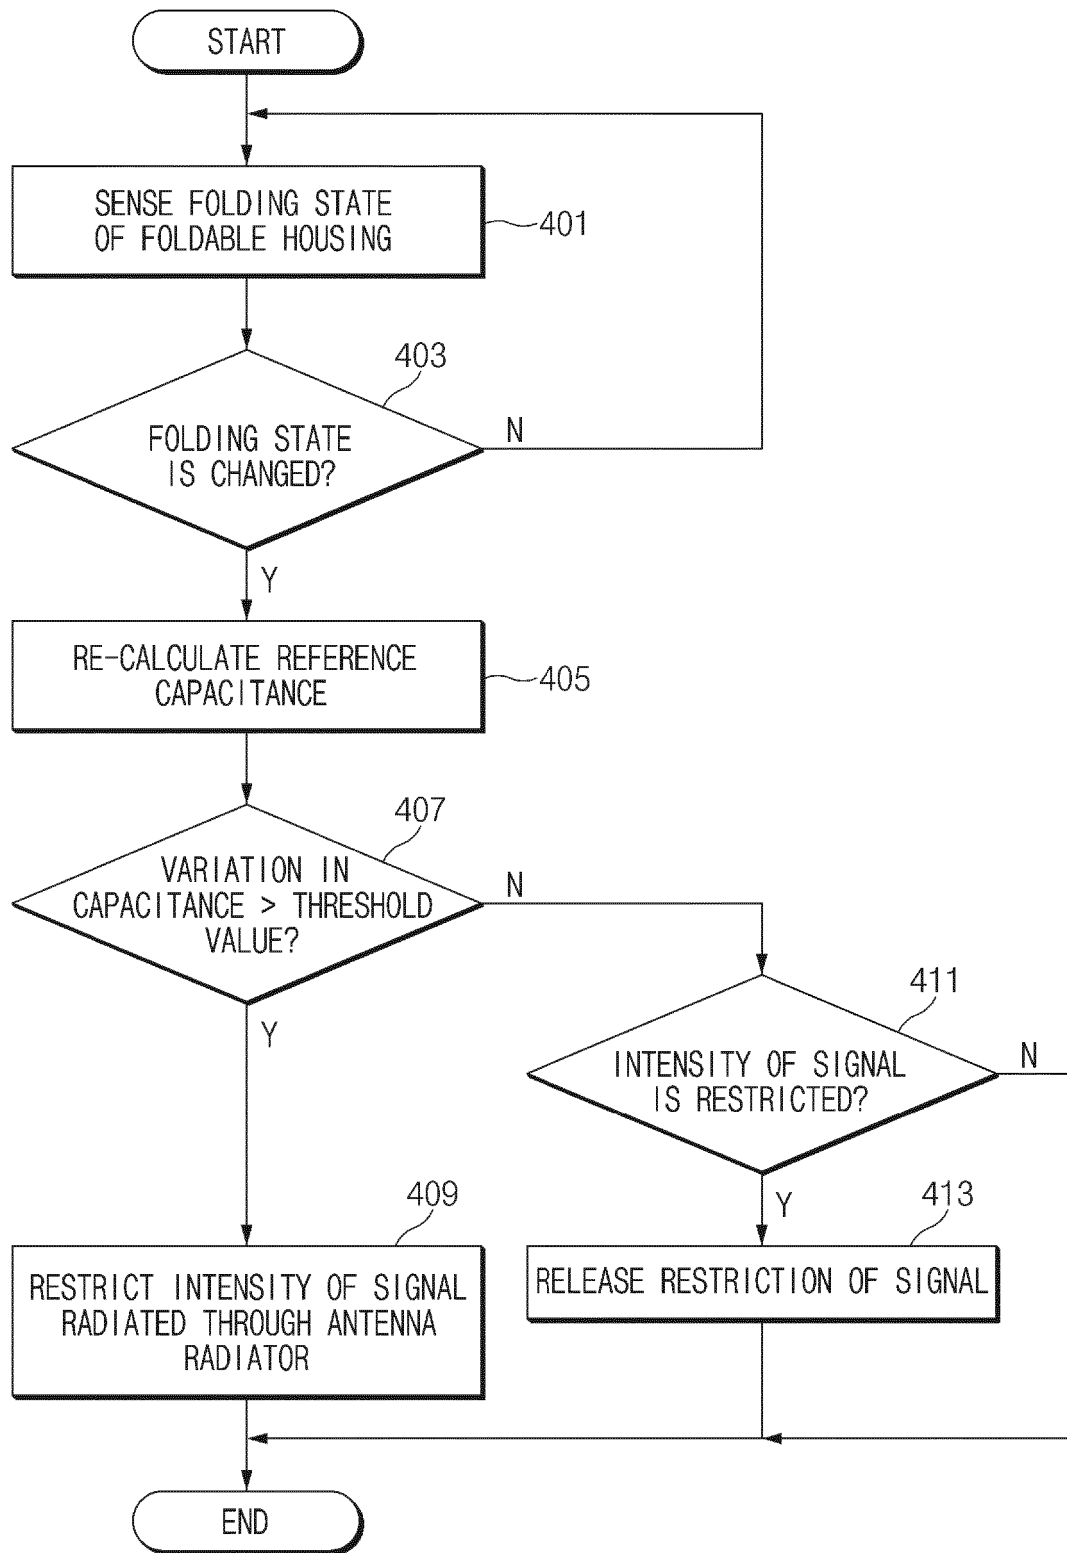 START
SENSE FOLDING STATE
OF FOLDABLE HOUSING
401
403
FOLDING STATE
IS CHANGED?
N
Y
RE-CALCULATE REFERENCE
CAPACITANCE
405
407
VARIATION IN
CAPACITANCE > THRESHOLD
VALUE?
N
Y
411
INTENSITY OF SIGNAL
IS RESTRICTED?
N
Y
409
RESTRICT INTENSITY OF SIGNAL
RADIATED THROUGH ANTENNA
RADIATOR
413
RELEASE RESTRICTION OF SIGNAL
END